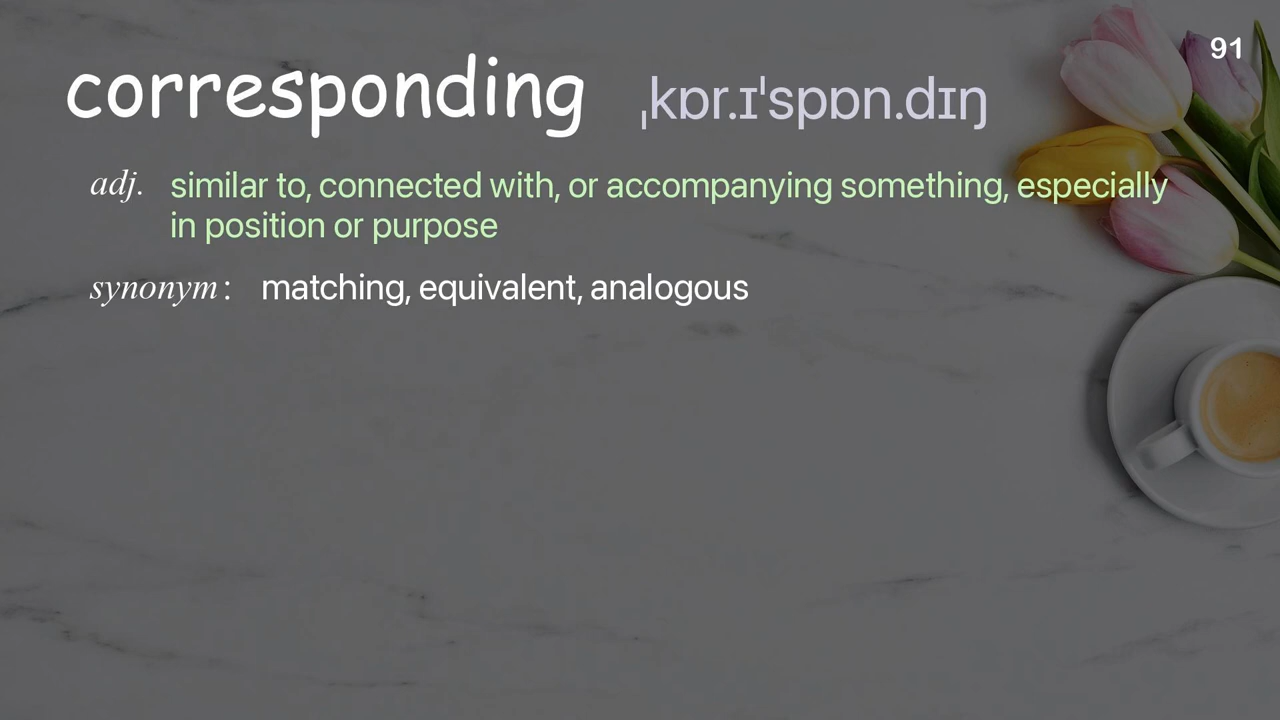 91
corresponding ˌkɒr.ɪˈspɒn.dɪŋ
adj. similar to, connected with, or accompanying something, especially
in position or purpose
synonym : matching, equivalent, analogous